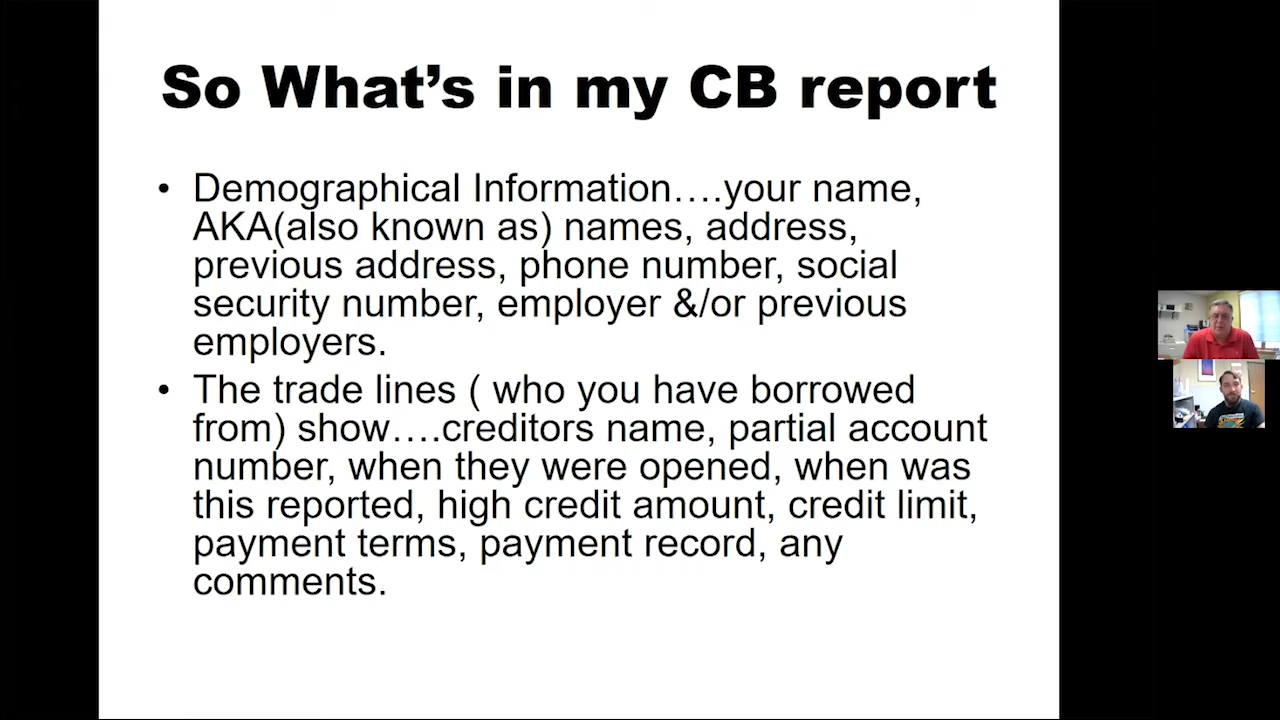 So What’s in my CB report
• Demographical Information….your name,
AKA(also known as) names, address,
previous address, phone number, social
security number, employer &/or previous
employers.
• The trade lines ( who you have borrowed
from) show….creditors name, partial account
number, when they were opened, when was
this reported, high credit amount, credit limit,
payment terms, payment record, any
comments.